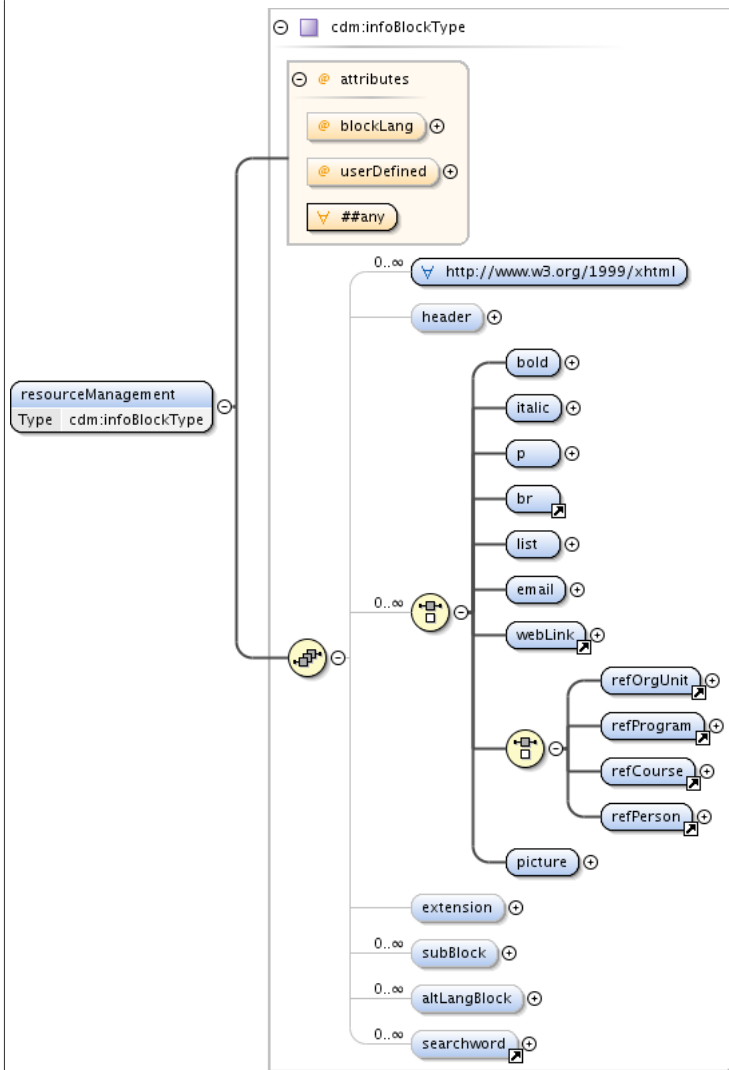 cdm:infoBlockType
@ attributes
@ blockLang
@ userDefined
∀ ##any
0..∞
∀ http://www.w3.org/1999/xhtml
header
bold
resourceManagement
Type cdm:infoBlockType
italic
p
br
list
0..∞
email
webLink
refOrgUnit
refProgram
refCourse
refPerson
picture
extension
0..∞
subBlock
0..∞
altLangBlock
0..∞
searchword